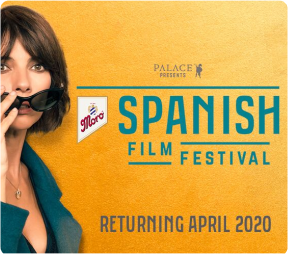 PALACE
PRESENTS
Moro
SPANISH
FILM
FESTIVAL
RETURNING APRIL 2020